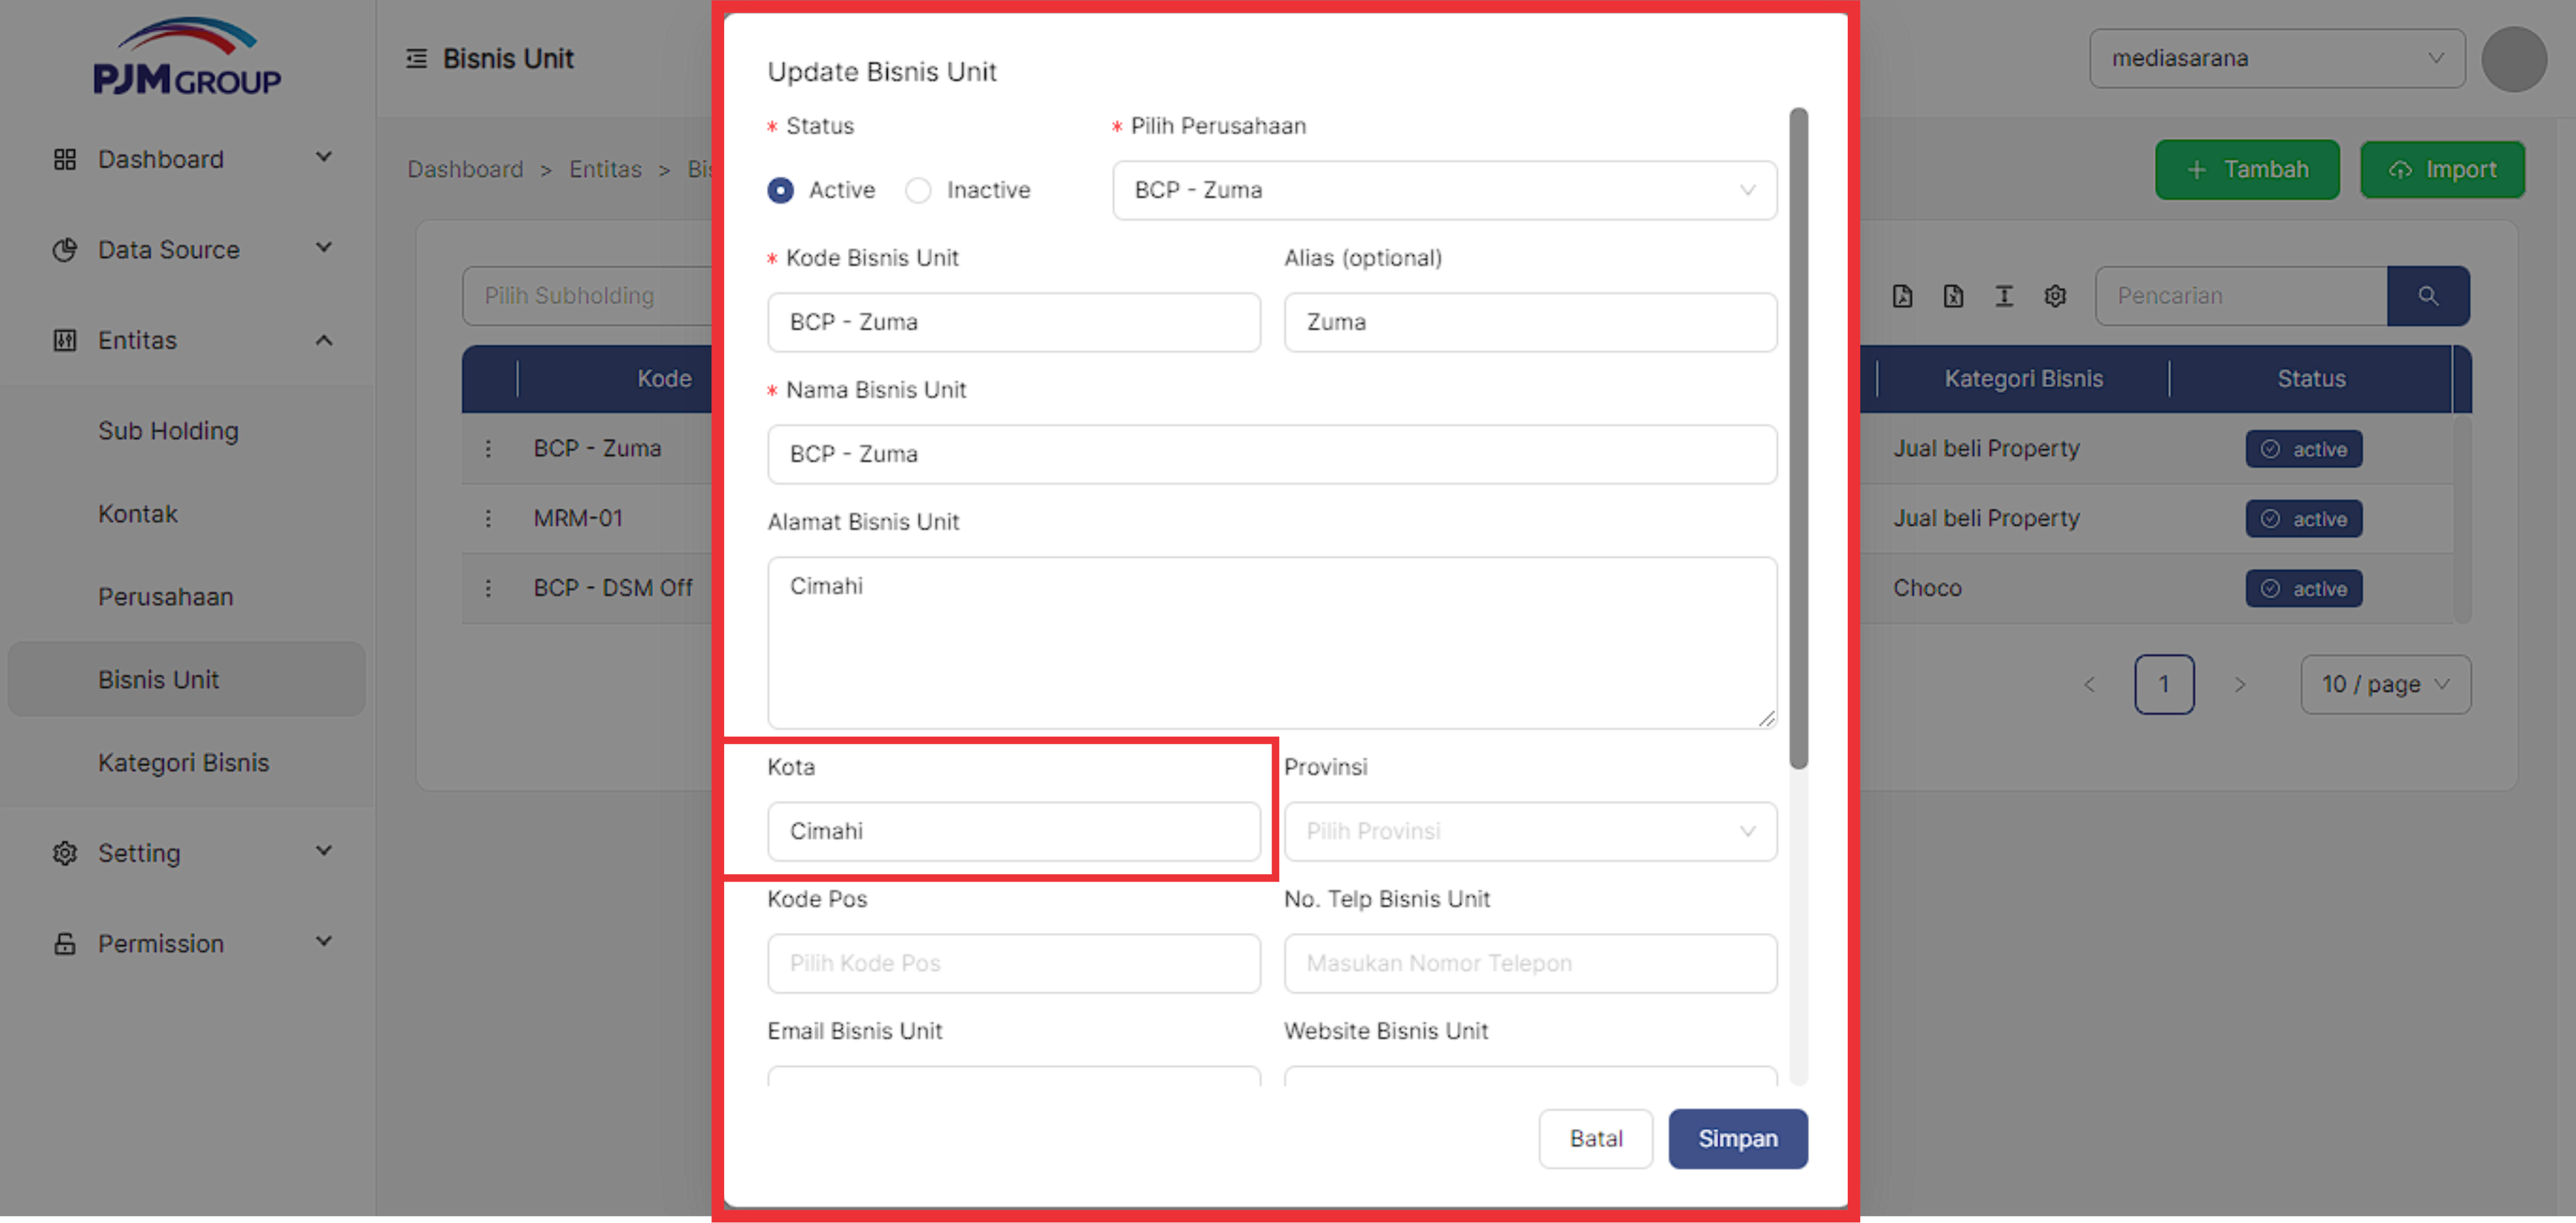 PJM GROUP
Dashboard
Data Source
Entitas
Sub Holding
Kontak
Perusahaan
Bisnis Unit
Kategori Bisnis
Setting
Permission
Bisnis Unit
mediasarana
Dashboard > Entitas > Bis
Tambah
Import
Pilih Subholding
Pencarian
Kode
Kategori Bisnis
Status
BCP - Zuma
Jual beli Property
active
MRM-01
Jual beli Property
active
BCP - DSM Off
Choco
active
< 1 >
10 / page
Update Bisnis Unit
* Status
* Pilih Perusahaan
Active
Inactive
BCP - Zuma
* Kode Bisnis Unit
Alias (optional)
BCP - Zuma
Zuma
* Nama Bisnis Unit
BCP - Zuma
Alamat Bisnis Unit
Cimahi
Kota
Provinsi
Cimahi
Pilih Provinsi
Kode Pos
No. Telp Bisnis Unit
Pilih Kode Pos
Masukan Nomor Telepon
Email Bisnis Unit
Website Bisnis Unit
Batal
Simpan